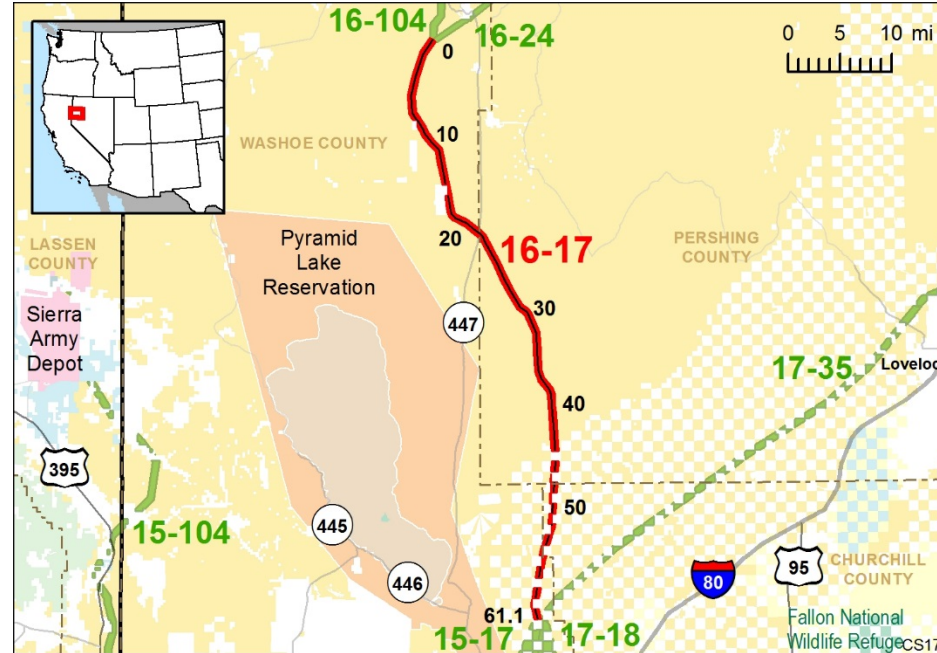 16-104
16-24
0 5 10 mi
0
10
WASHOE COUNTY
20
16-17
LASSEN
COUNTY
Pyramid
Lake
Reservation
PERSHING
COUNTY
Sierra
Army
Depot
447
30
17-35
Loveloc
40
395
50
15-104
445
446
80
95
CHURCHILL
COUNTY
61.1
15-17
17-18
Fallon National
Wildlife Refuge
CS17